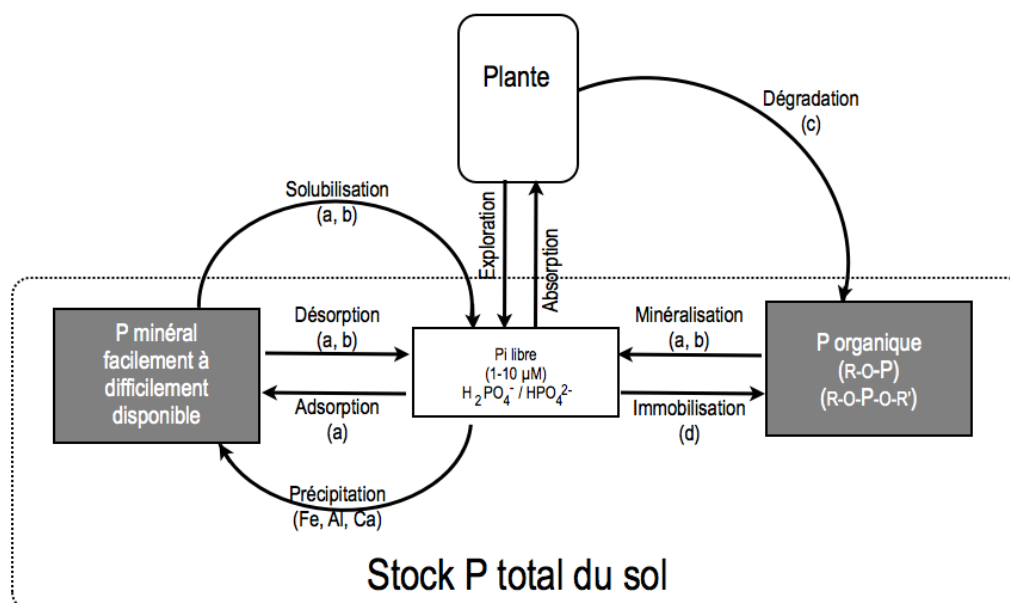 Plante
Dégradation
(c)
Solubilisation
(a, b)
Exploration
Absorption
P minéral
facilement à
difficilement
disponible
Désorption
(a, b)
Adsorption
(a)
Pi libre
(1-10 µM)
H₂PO₄⁻ / HPO₄²⁻
Minéralisation
(a, b)
Immobilisation
(d)
P organique
(R-O-P)
(R-O-P-O-R')
Précipitation
(Fe, Al, Ca)
Stock P total du sol